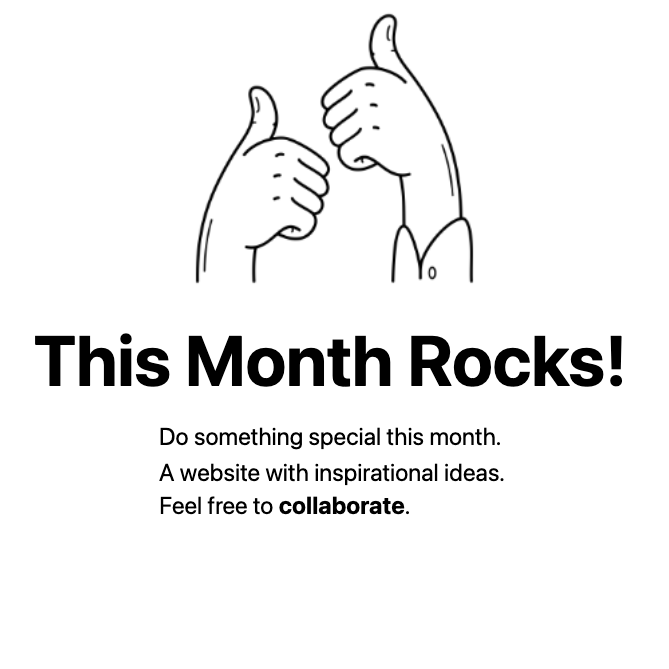 This Month Rocks!
Do something special this month.
A website with inspirational ideas.
Feel free to collaborate.